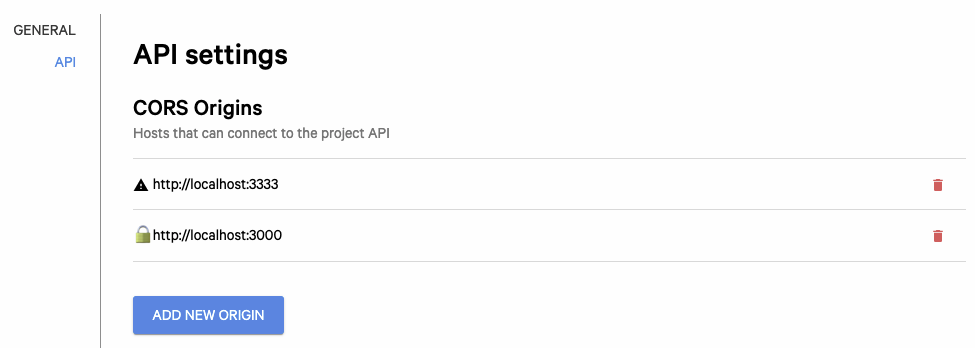 GENERAL
API
API settings
CORS Origins
Hosts that can connect to the project API
http://localhost:3333
http://localhost:3000
ADD NEW ORIGIN